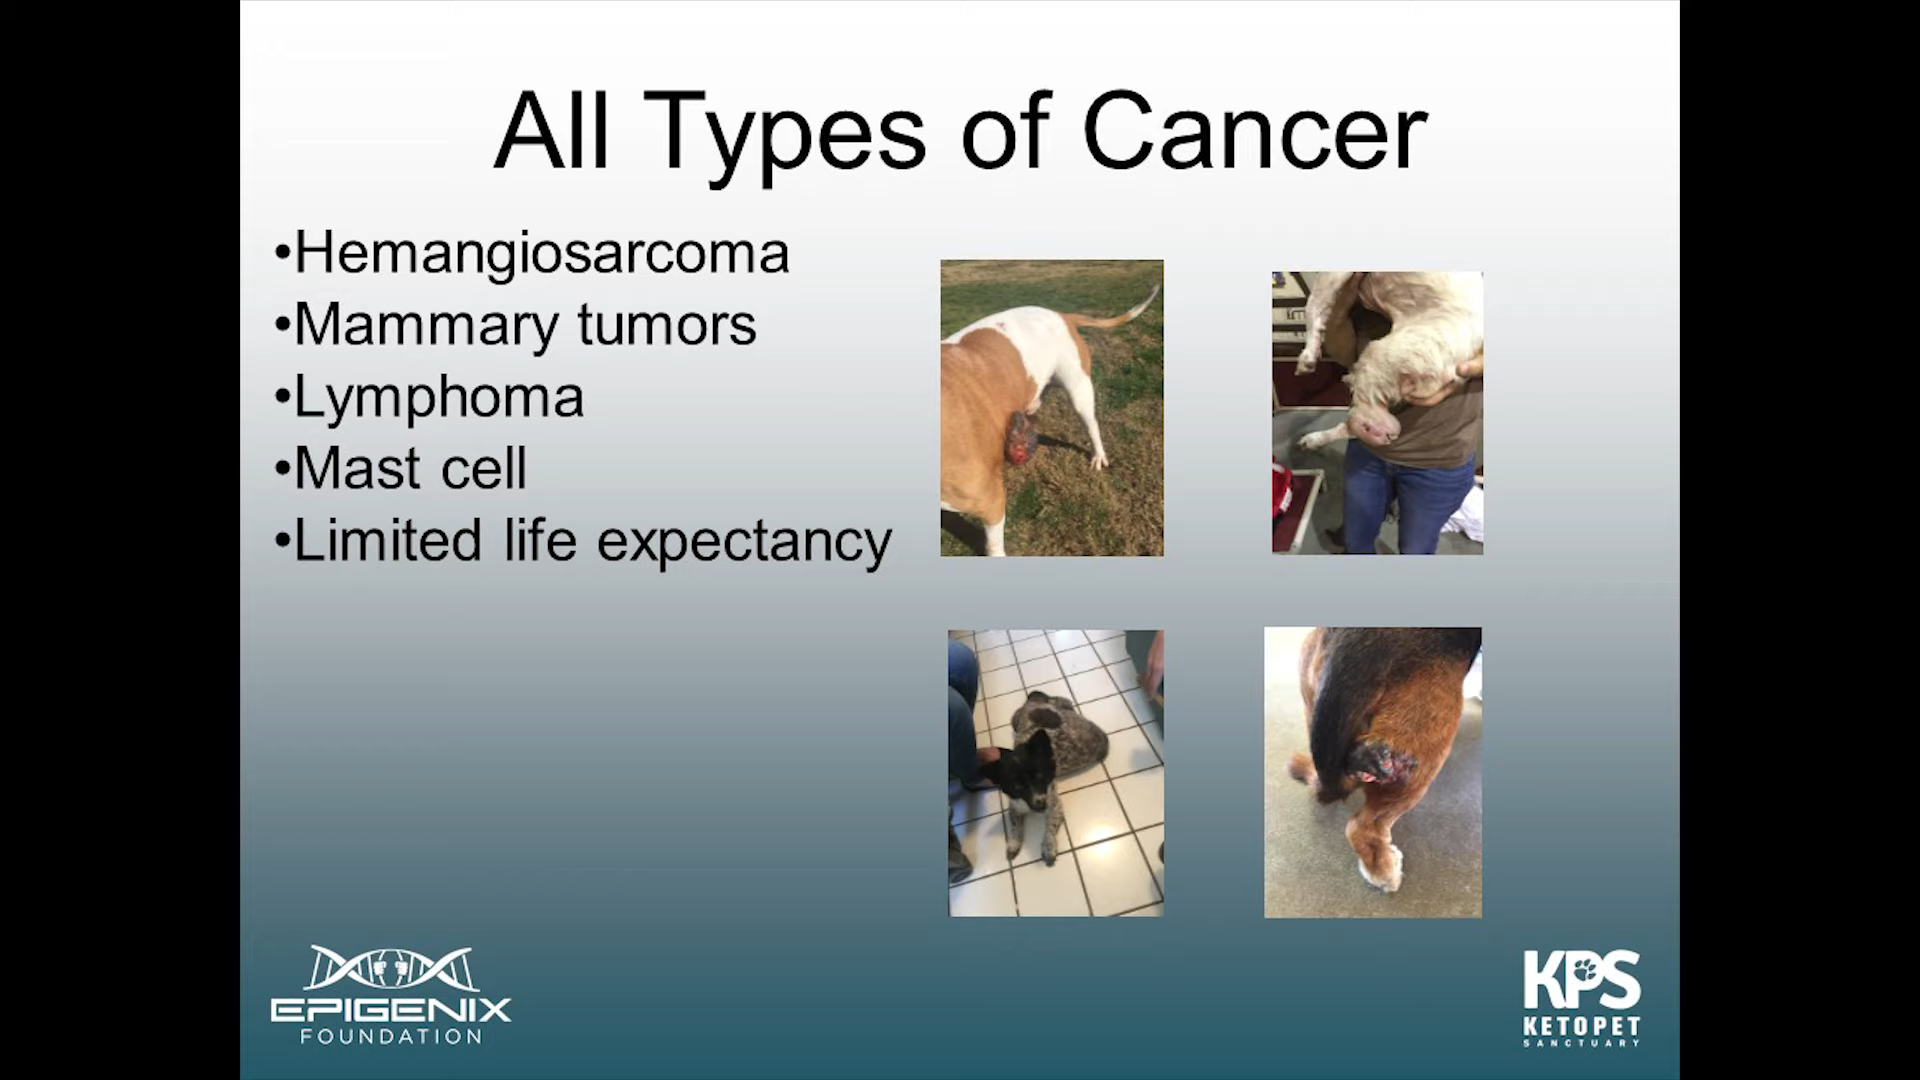 All Types of Cancer
•Hemangiosarcoma
•Mammary tumors
•Lymphoma
•Mast cell
•Limited life expectancy
EPIGENIX
FOUNDATION
KPS
KETOPET
SANCTUARY